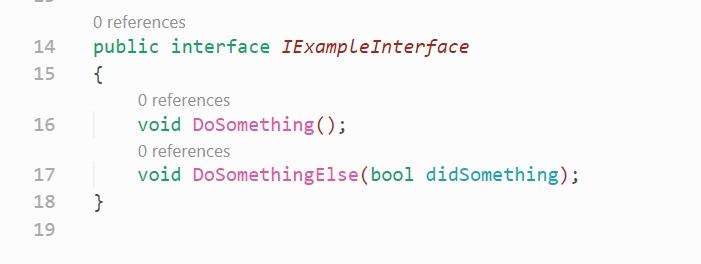 0 references
14 public interface IExampleInterface
15 {
0 references
16 void DoSomething();
0 references
17 void DoSomethingElse(bool didSomething);
18 }
19